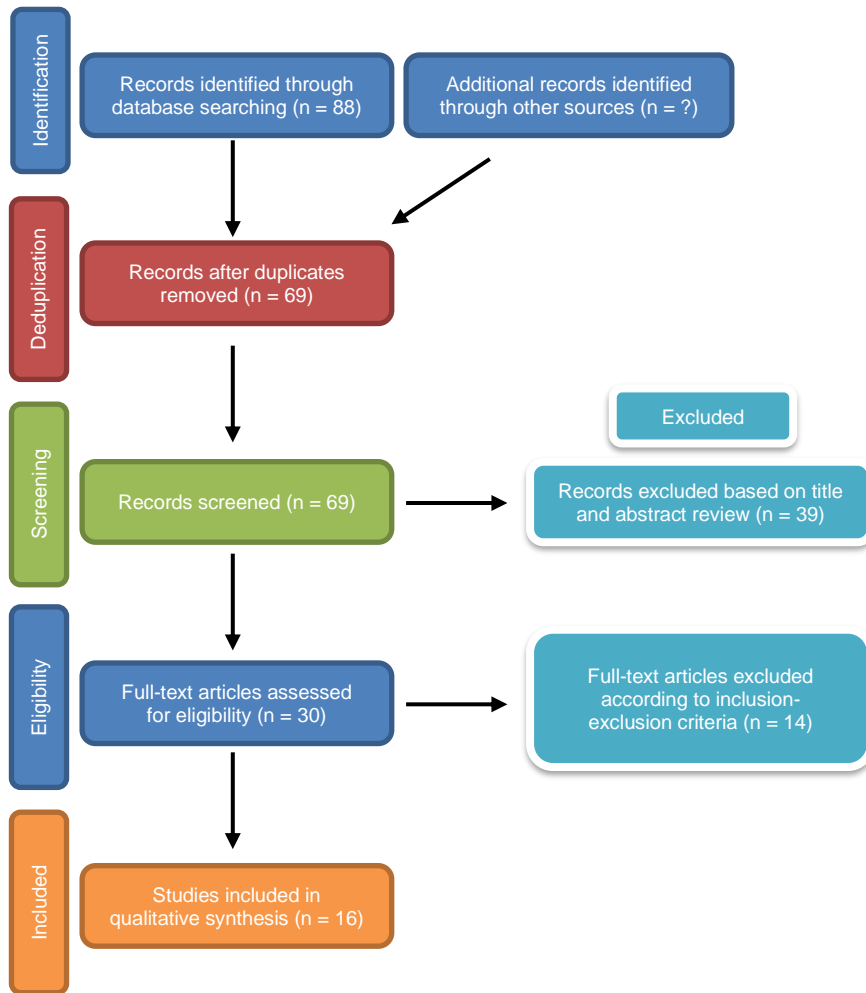 Identification
Records identified through
database searching (n = 88)
Additional records identified
through other sources (n = ?)
Deduplication
Records after duplicates
removed (n = 69)
Screening
Records screened (n = 69)
Excluded
Records excluded based on title
and abstract review (n = 39)
Eligibility
Full-text articles assessed
for eligibility (n = 30)
Full-text articles excluded
according to inclusion-
exclusion criteria (n = 14)
Included
Studies included in
qualitative synthesis (n = 16)